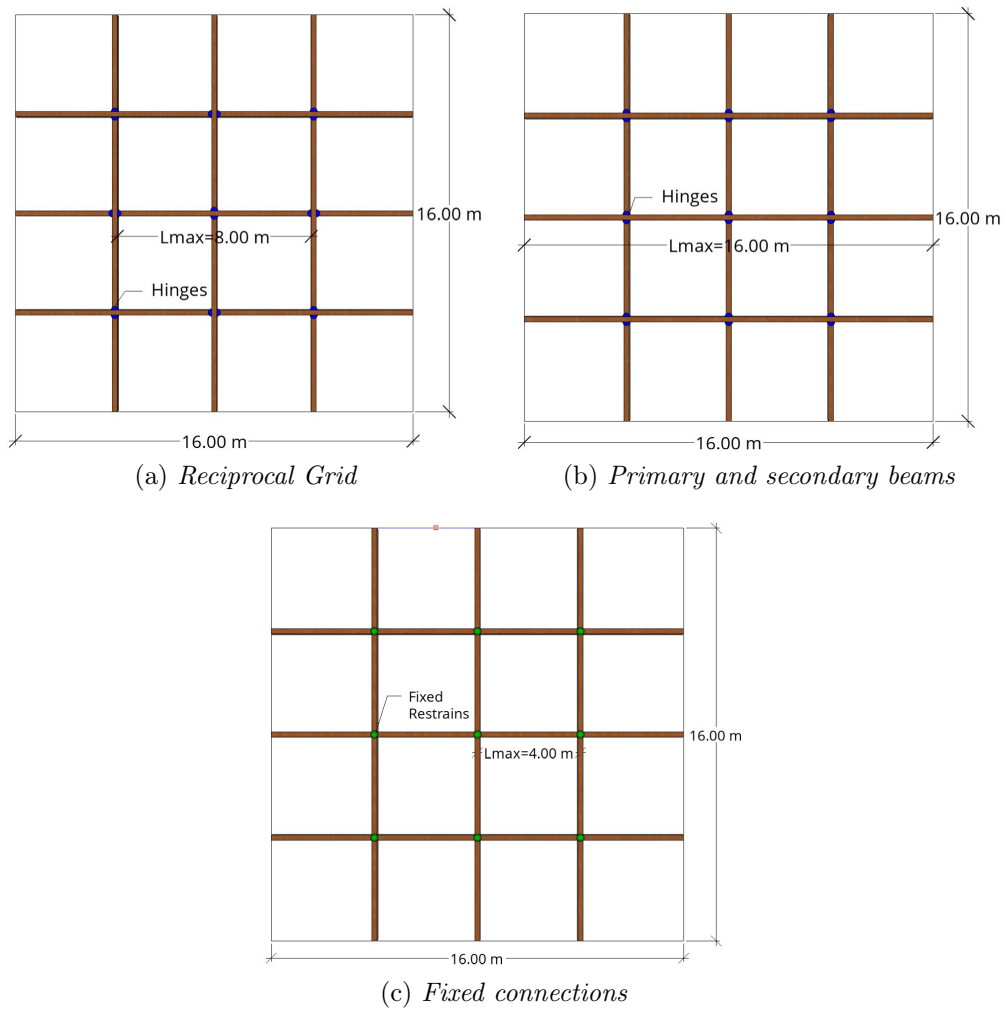 16.00 m
Lmax=8.00 m
Hinges
16.00 m
(a) Reciprocal Grid
Hinges
16.00 m
Lmax=16.00 m
16.00 m
(b) Primary and secondary beams
Fixed
Restrains
16.00 m
Lmax=4.00 m
16.00 m
(c) Fixed connections